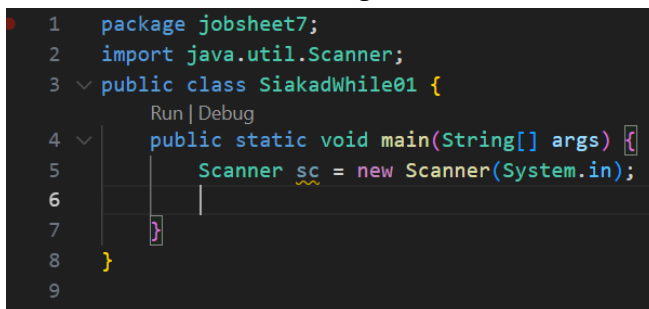 1 package jobsheet7;
2 import java.util.Scanner;
3 public class SiakadWhile01 {
Run | Debug
4 public static void main(String[] args) {
5 Scanner sc = new Scanner(System.in);
6
7 }
8 }
9